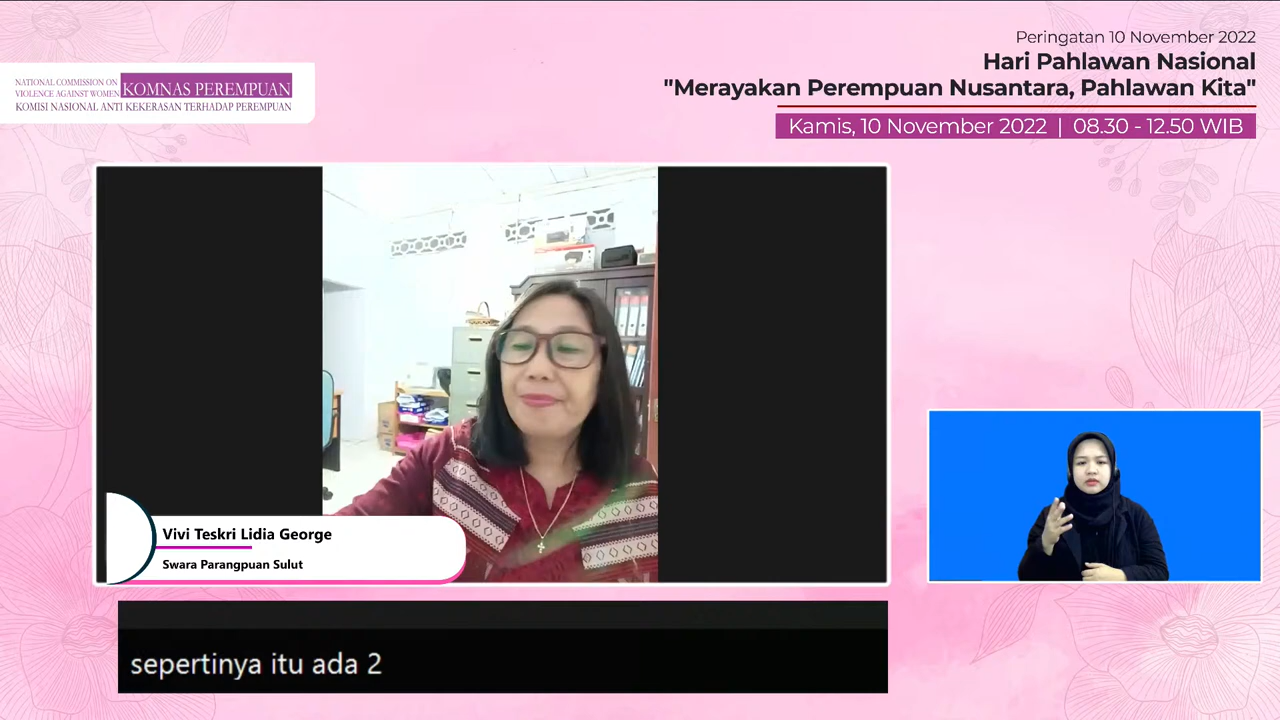 NATIONAL COMMISSION ON
VIOLENCE AGAINST WOMEN
KOMNAS PEREMPUAN
KOMISI NASIONAL ANTI KEKERASAN TERHADAP PEREMPUAN
Peringatan 10 November 2022
Hari Pahlawan Nasional
"Merayakan Perempuan Nusantara, Pahlawan Kita"
Kamis, 10 November 2022 | 08.30 - 12.50 WIB
Vivi Teskri Lidia George
Swara Parangpuan Sulut
sepertinya itu ada 2